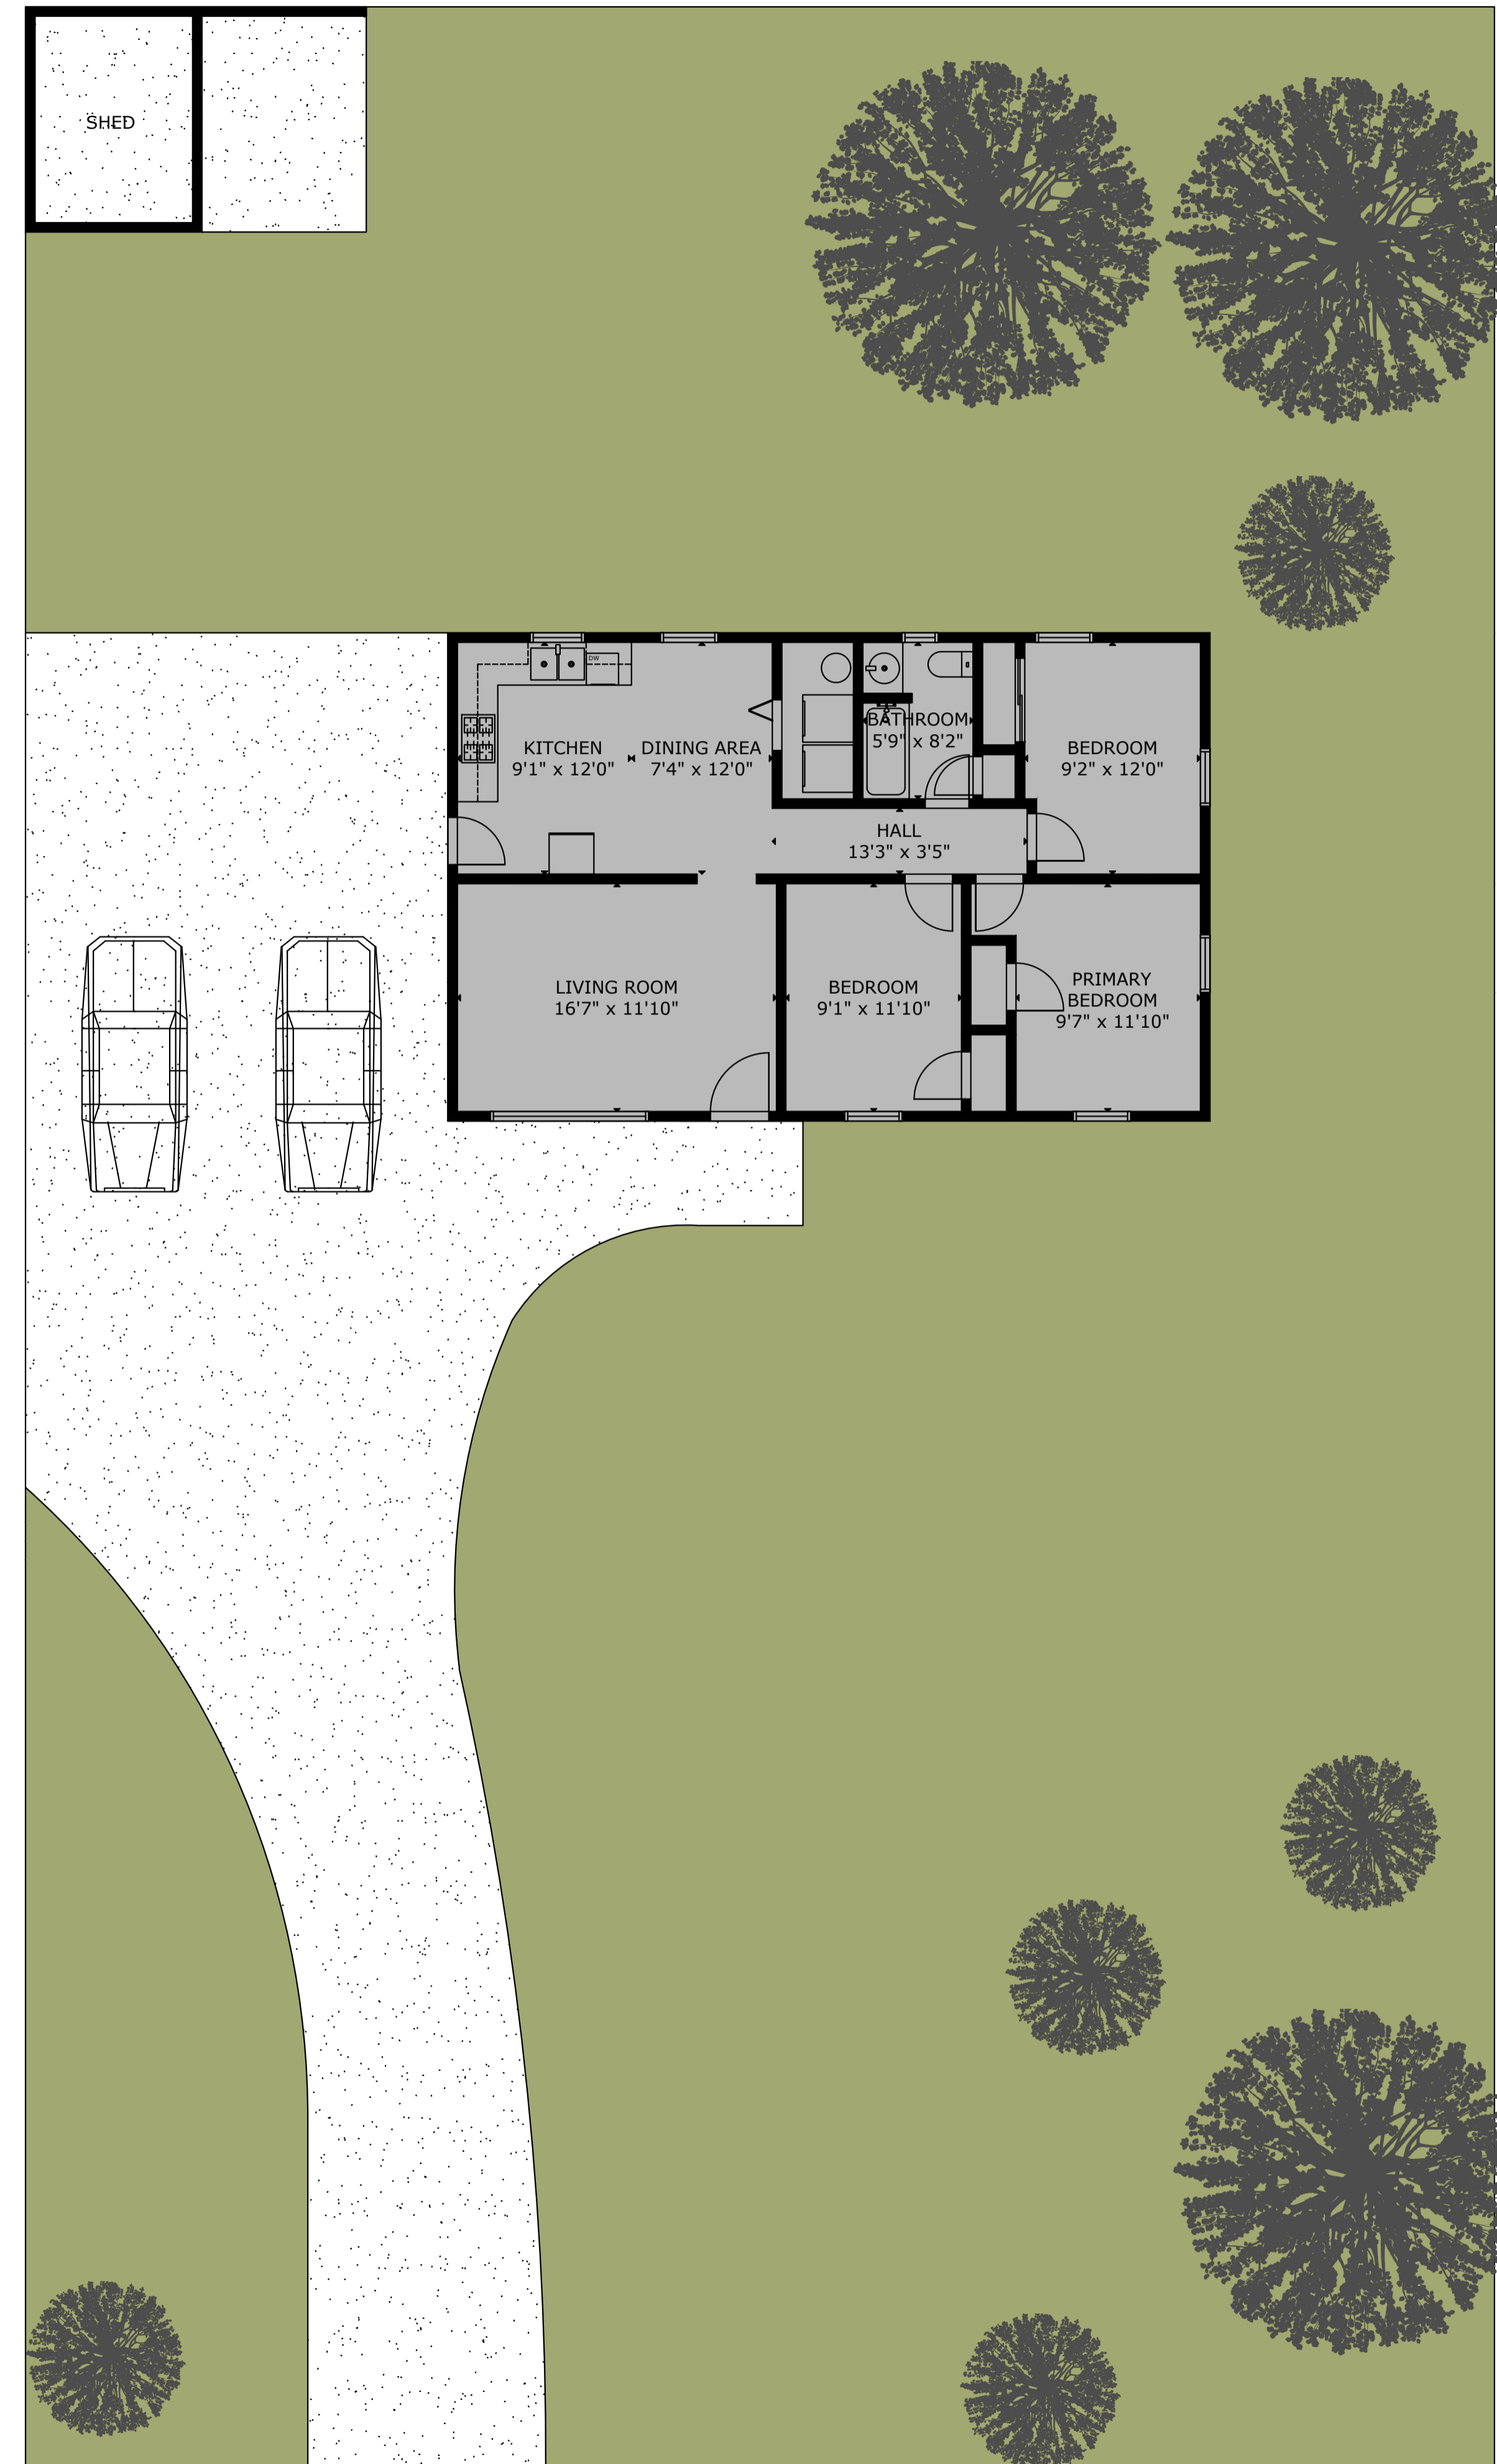 SHED
DW
KITCHEN
9'1" x 12'0"
DINING AREA
7'4" x 12'0"
BATHROOM
5'9" x 8'2"
BEDROOM
9'2" x 12'0"
HALL
13'3" x 3'5"
LIVING ROOM
16'7" x 11'10"
BEDROOM
9'1" x 11'10"
PRIMARY
BEDROOM
9'7" x 11'10"